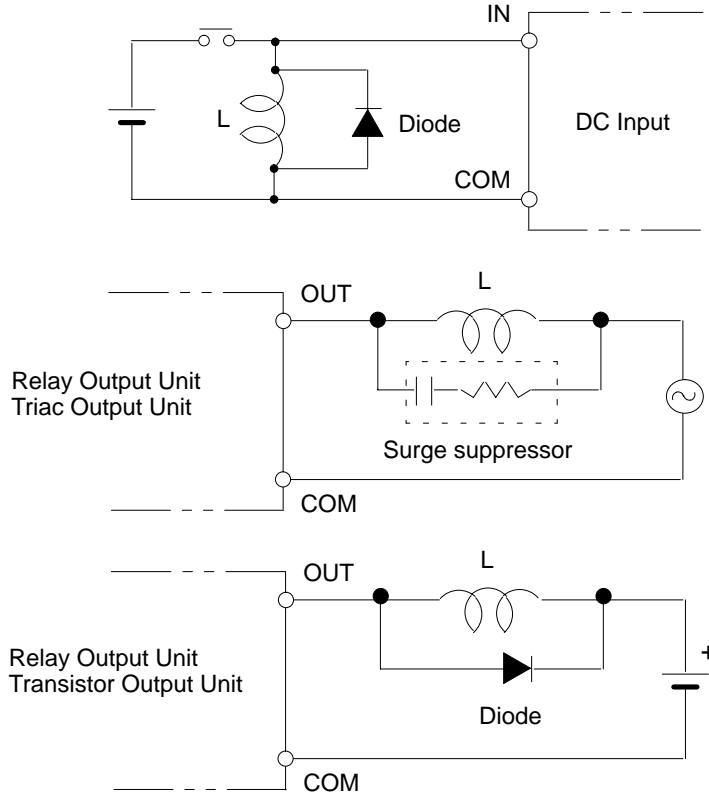 IN
L
Diode
DC Input
COM
OUT
L
Relay Output Unit
Triac Output Unit
Surge suppressor
COM
OUT
L
Relay Output Unit
Transistor Output Unit
+
Diode
COM